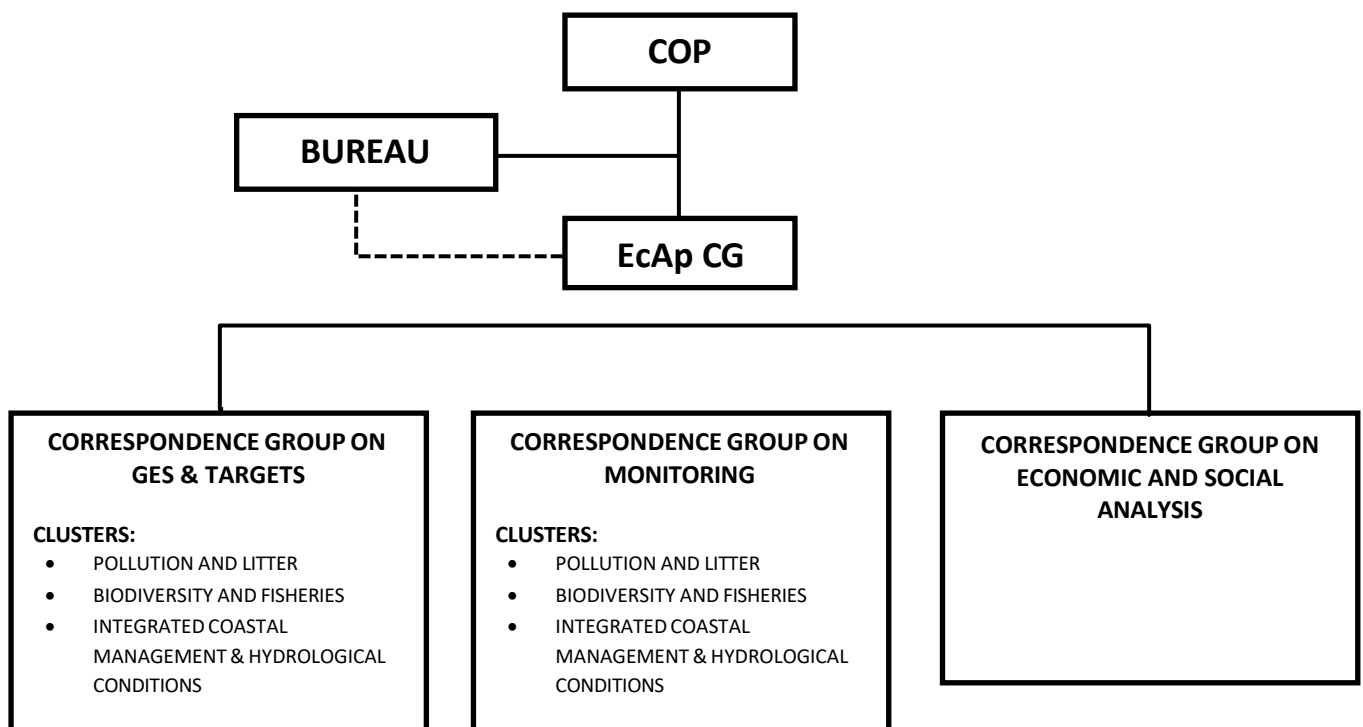 COP
BUREAU
EcAp CG
CORRESPONDENCE GROUP ON
GES & TARGETS
CLUSTERS:
• POLLUTION AND LITTER
• BIODIVERSITY AND FISHERIES
• INTEGRATED COASTAL
MANAGEMENT & HYDROLOGICAL
CONDITIONS
CORRESPONDENCE GROUP ON
MONITORING
CLUSTERS:
• POLLUTION AND LITTER
• BIODIVERSITY AND FISHERIES
• INTEGRATED COASTAL
MANAGEMENT & HYDROLOGICAL
CONDITIONS
CORRESPONDENCE GROUP ON
ECONOMIC AND SOCIAL
ANALYSIS